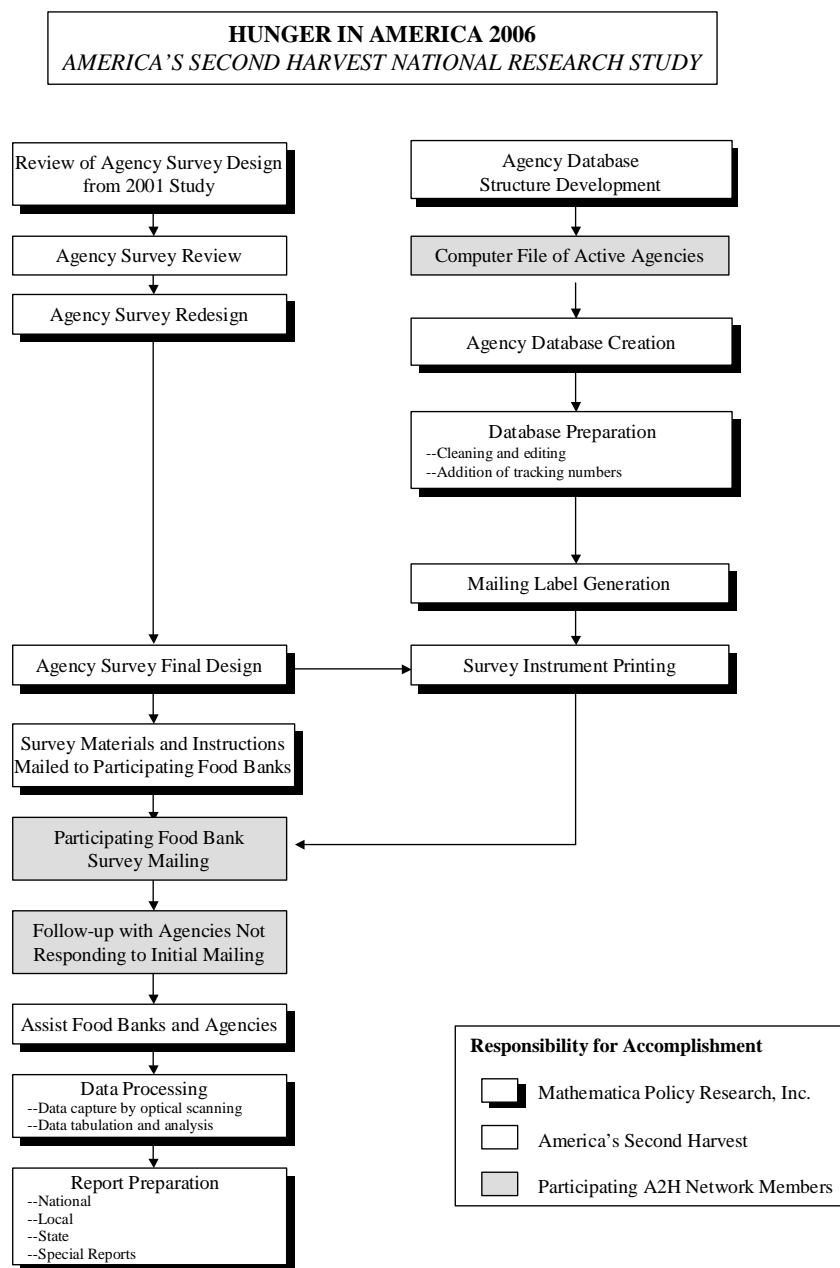 HUNGER IN AMERICA 2006
AMERICA'S SECOND HARVEST NATIONAL RESEARCH STUDY
Review of Agency Survey Design
from 2001 Study
Agency Survey Review
Agency Survey Redesign
Agency Survey Final Design
Survey Materials and Instructions
Mailed to Participating Food Banks
Participating Food Bank
Survey Mailing
Follow-up with Agencies Not
Responding to Initial Mailing
Assist Food Banks and Agencies
Data Processing
--Data capture by optical scanning
--Data tabulation and analysis
Report Preparation
--National
--Local
--State
--Special Reports
Agency Database
Structure Development
Computer File of Active Agencies
Agency Database Creation
Database Preparation
--Cleaning and editing
--Addition of tracking numbers
Mailing Label Generation
Survey Instrument Printing
Responsibility for Accomplishment
Mathematica Policy Research, Inc.
America's Second Harvest
Participating A2H Network Members